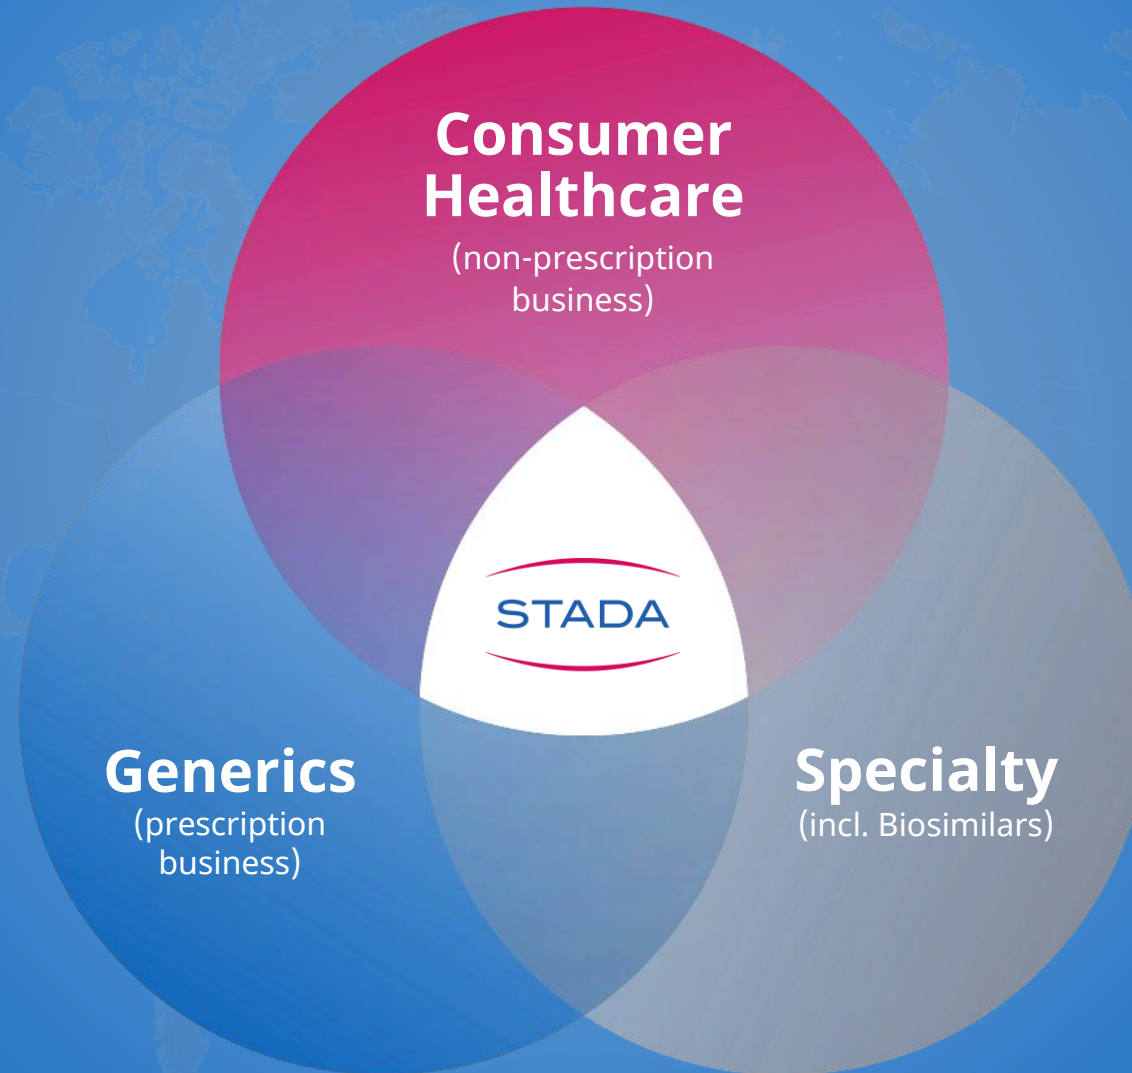 Consumer
Healthcare
(non-prescription
business)
STADA
Generics
(prescription
business)
Specialty
(incl. Biosimilars)